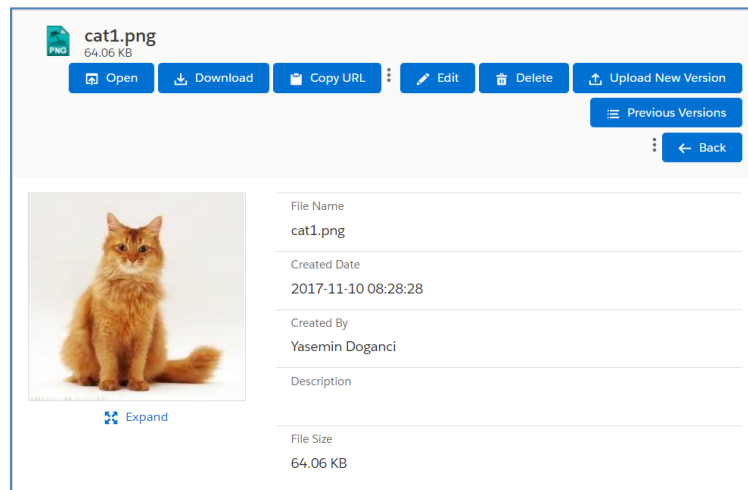 cat1.png
PNG
64.06 KB
Open Download Copy URL Edit Delete Upload New Version
Previous Versions
Back
File Name
cat1.png
Created Date
2017-11-10 08:28:28
Created By
Yasemin Doganci
Description
Expand
File Size
64.06 KB